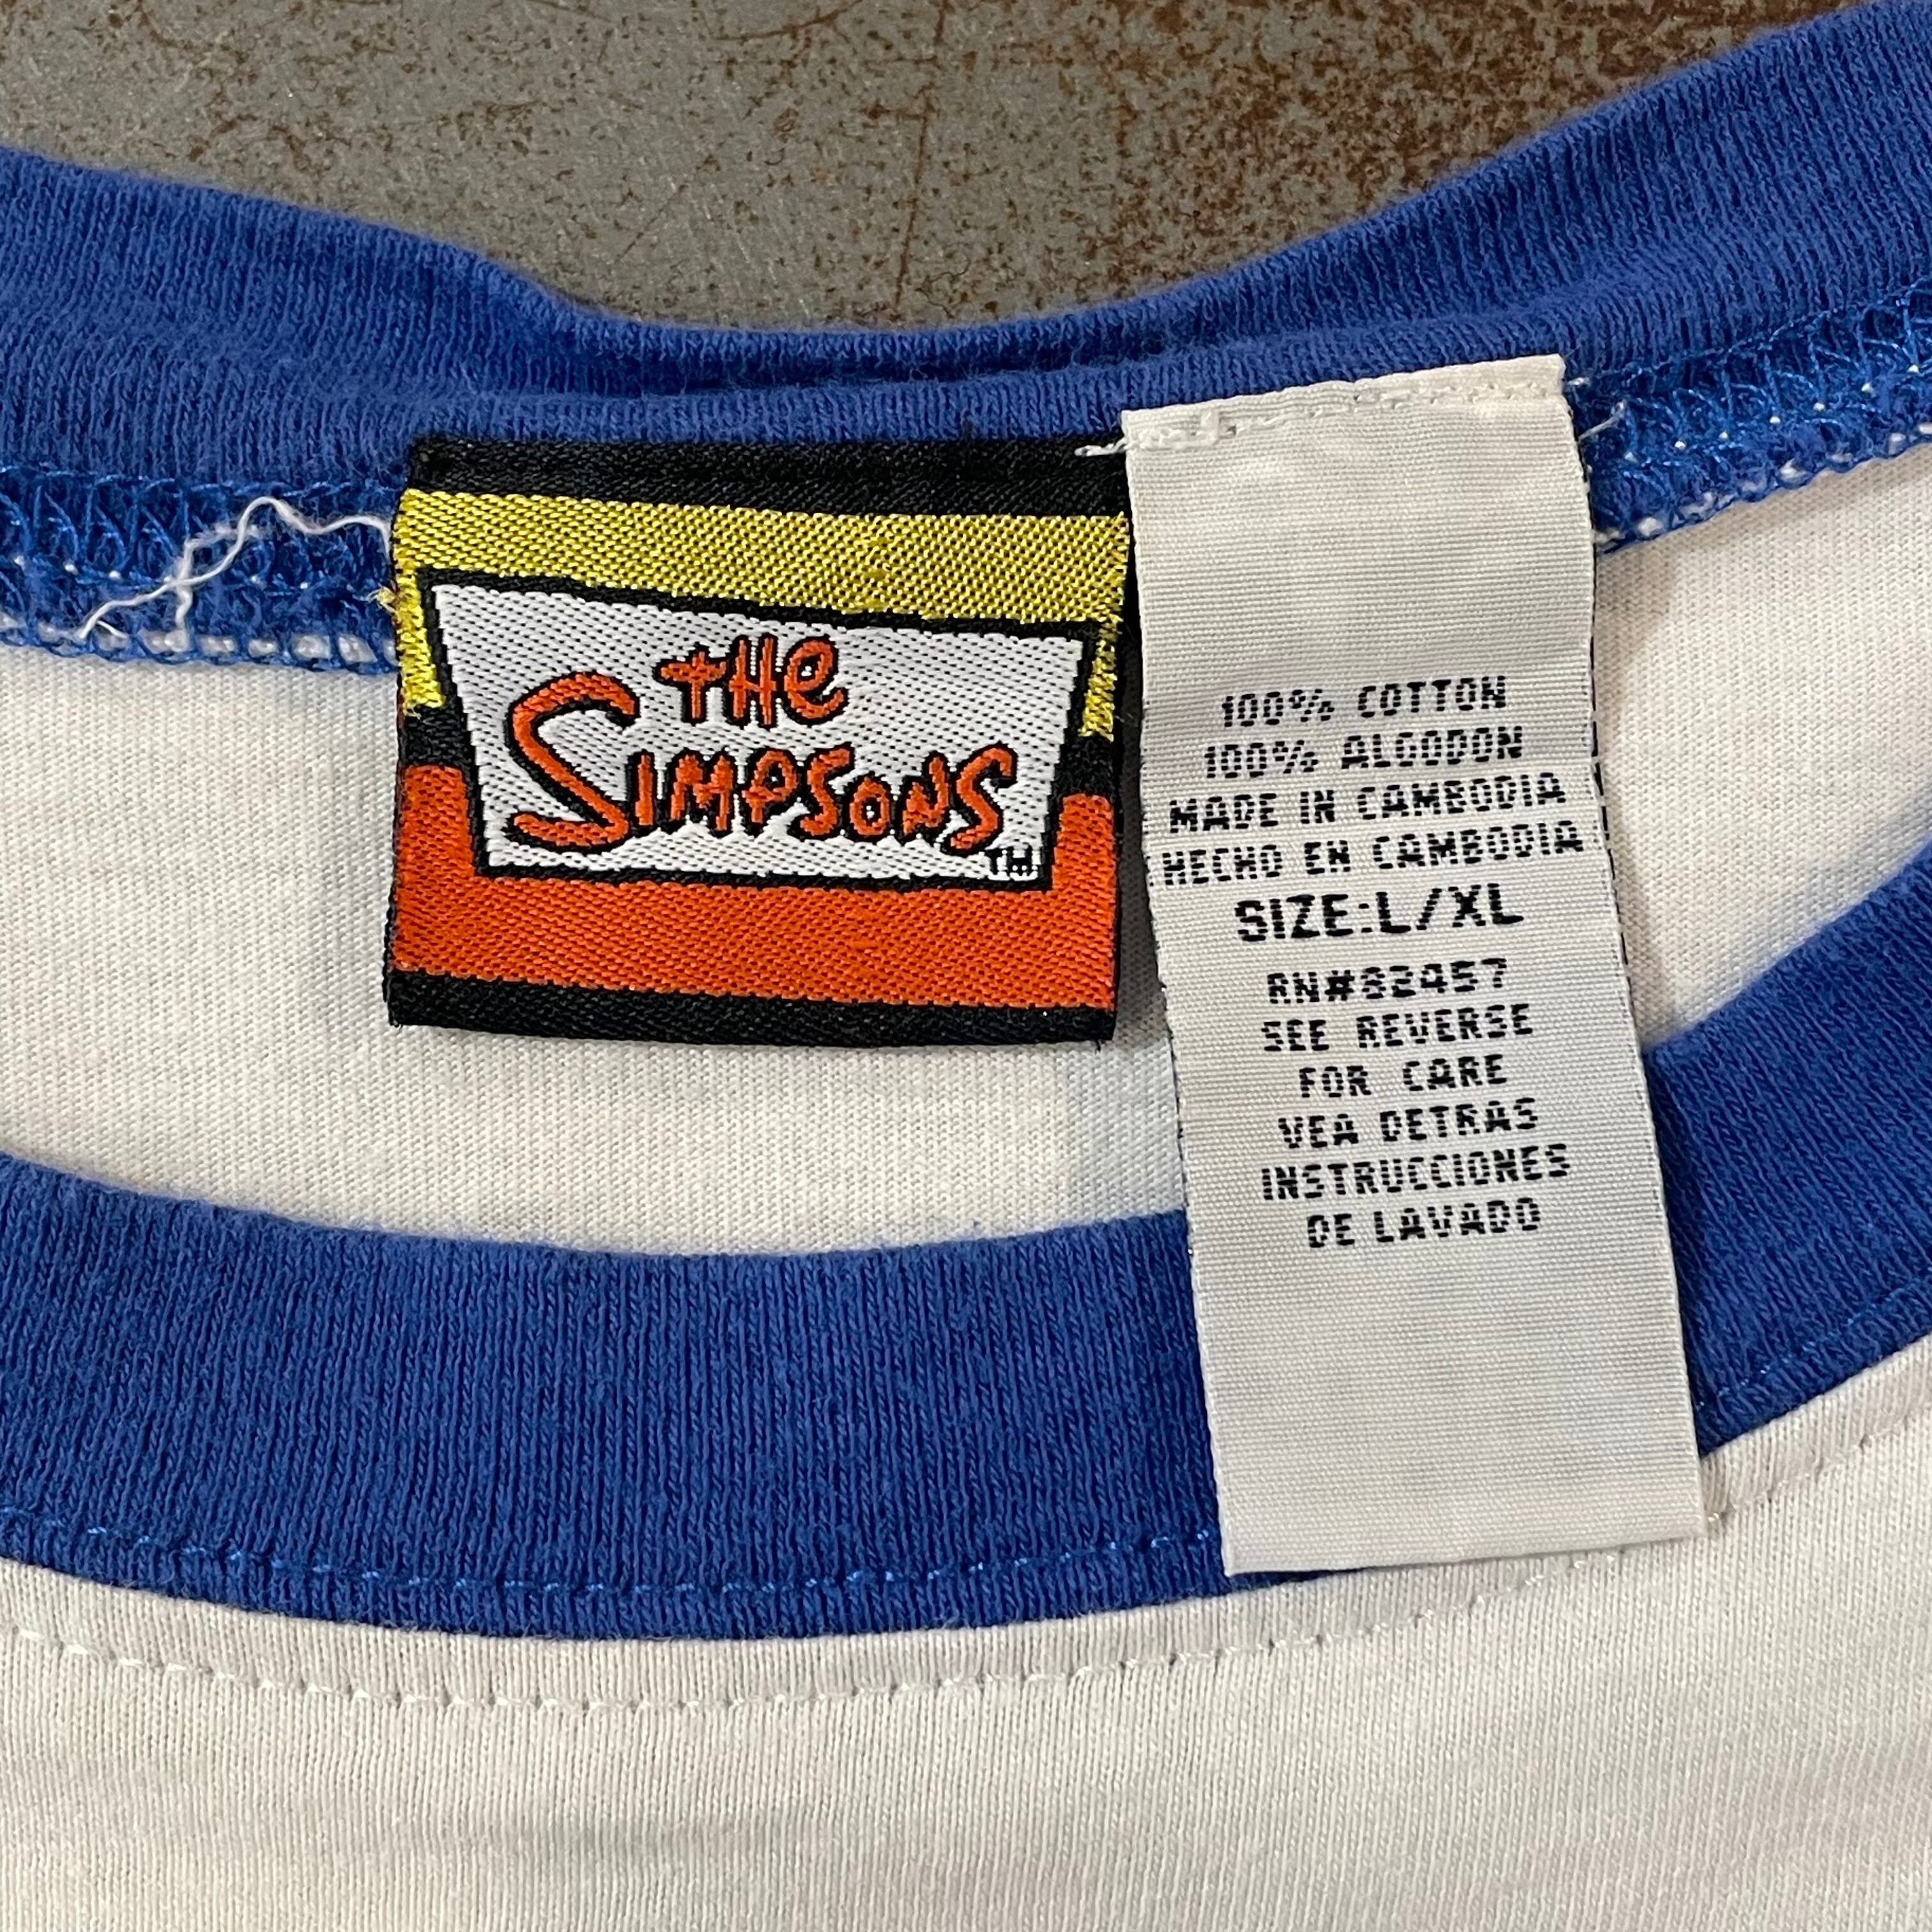 THE
SIMPSONS
TM
100% COTTON
100% ALGODON
MADE IN CAMBODIA
HECHO EN CAMBODIA
SIZE:L/XL
RN#82457
SEE REVERSE
FOR CARE
VEA DETRAS
INSTRUCCIONES
DE LAVADO